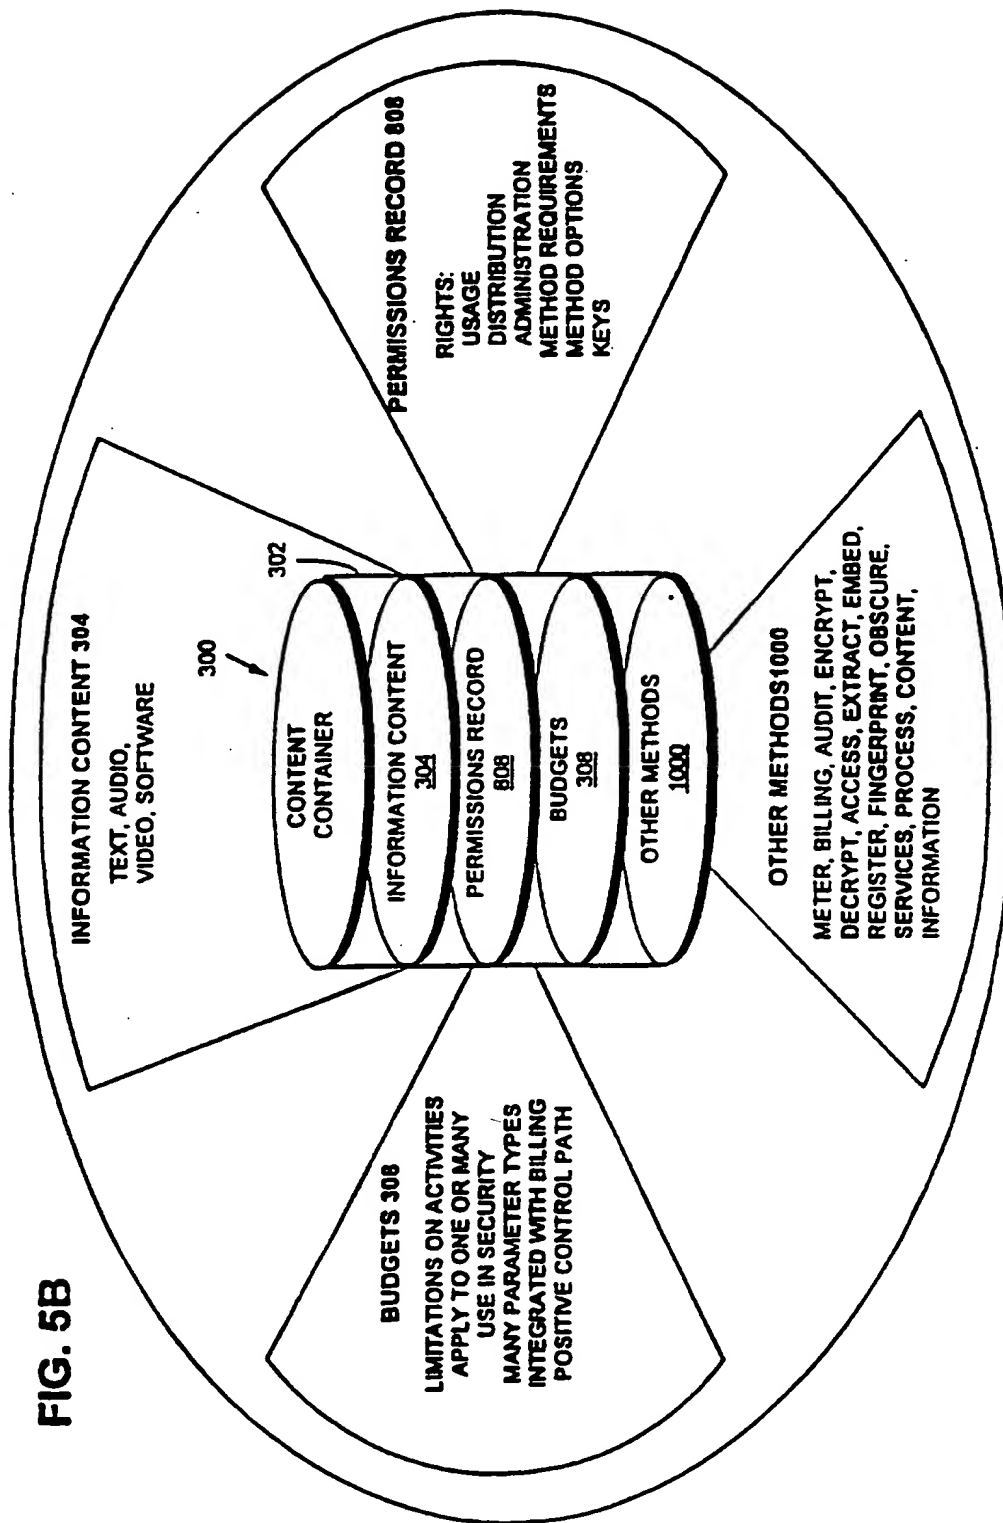 FIG. 5B
INFORMATION CONTENT 304
TEXT, AUDIO,
VIDEO, SOFTWARE
300
302
CONTENT
CONTAINER
INFORMATION CONTENT
304
PERMISSIONS RECORD
808
BUDGETS
308
OTHER METHODS
1000
BUDGETS 308
LIMITATIONS ON ACTIVITIES
APPLY TO ONE OR MANY
USE IN SECURITY
MANY PARAMETER TYPES
INTEGRATED WITH BILLING
POSITIVE CONTROL PATH
PERMISSIONS RECORD 808
RIGHTS:
USAGE
DISTRIBUTION
ADMINISTRATION
METHOD REQUIREMENTS
METHOD OPTIONS
KEYS
OTHER METHODS1000
METER, BILLING, AUDIT, ENCRYPT,
DECRYPT, ACCESS, EXTRACT, EMBED,
REGISTER, FINGERPRINT, OBSCURE,
SERVICES, PROCESS, CONTENT,
INFORMATION